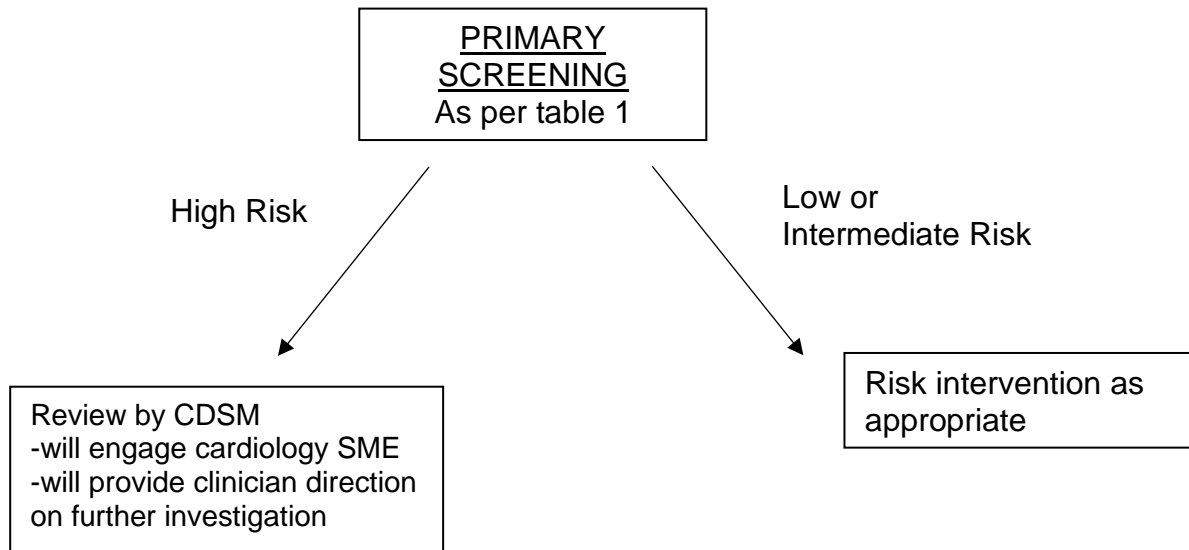 PRIMARY
SCREENING
As per table 1
High Risk
Low or
Intermediate Risk
Review by CDSM
-will engage cardiology SME
-will provide clinician direction
on further investigation
Risk intervention as
appropriate